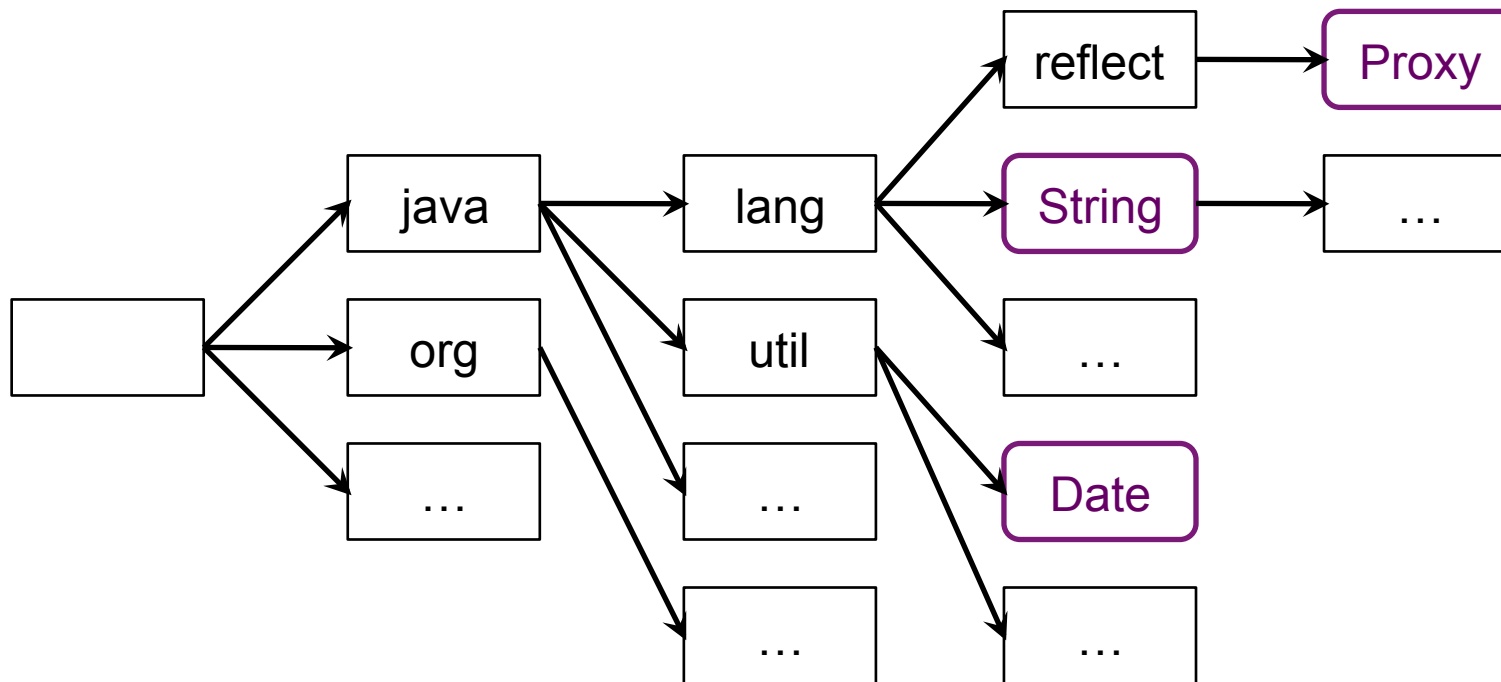 reflect
Proxy
java
lang
String
…
org
util
…
…
…
Date
…
…